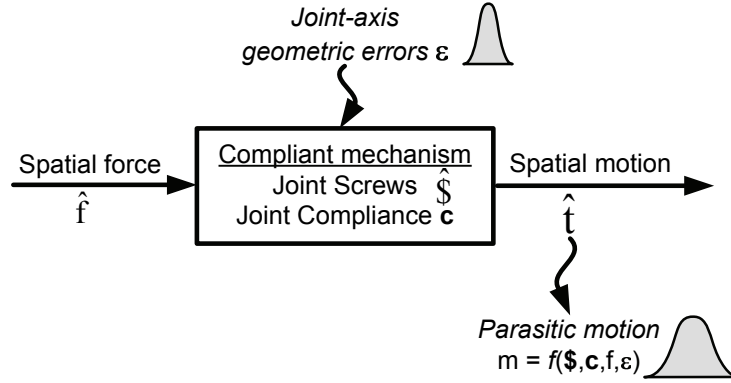 Joint-axis
geometric errors ε
Spatial force
f̂
Compliant mechanism
Joint Screws $̂
Joint Compliance c
Spatial motion
t̂
Parasitic motion
m = f($,c,f,ε)